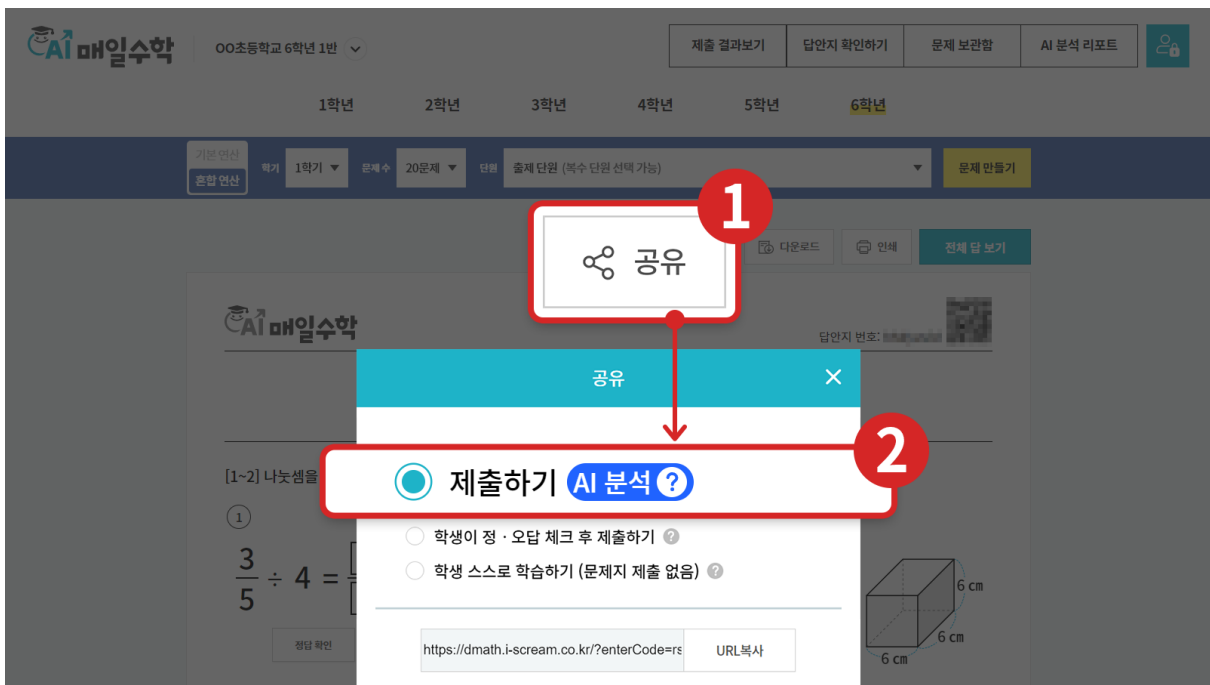 AI 매일수학 OO초등학교 6학년 1반 제출 결과보기 답안지 확인하기 문제 보관함 AI 분석 리포트
1학년 2학년 3학년 4학년 5학년 6학년
기본 연산
혼합 연산
학기 1학기 문제 수 20문제 단원 출제 단원 (복수 단원 선택 가능) 문제 만들기
1
공유 다운로드 인쇄 전체 답 보기
AI 매일수학
답안지 번호:
공유
2
[1~2] 나눗셈을
제출하기 AI 분석 ?
1
학생이 정 · 오답 체크 후 제출하기 ?
학생 스스로 학습하기 (문제지 제출 없음) ?
3
÷ 4 =
5
6 cm
6 cm
6 cm
정답 확인
https://dmath.i-scream.co.kr/?enterCode=rs URL복사